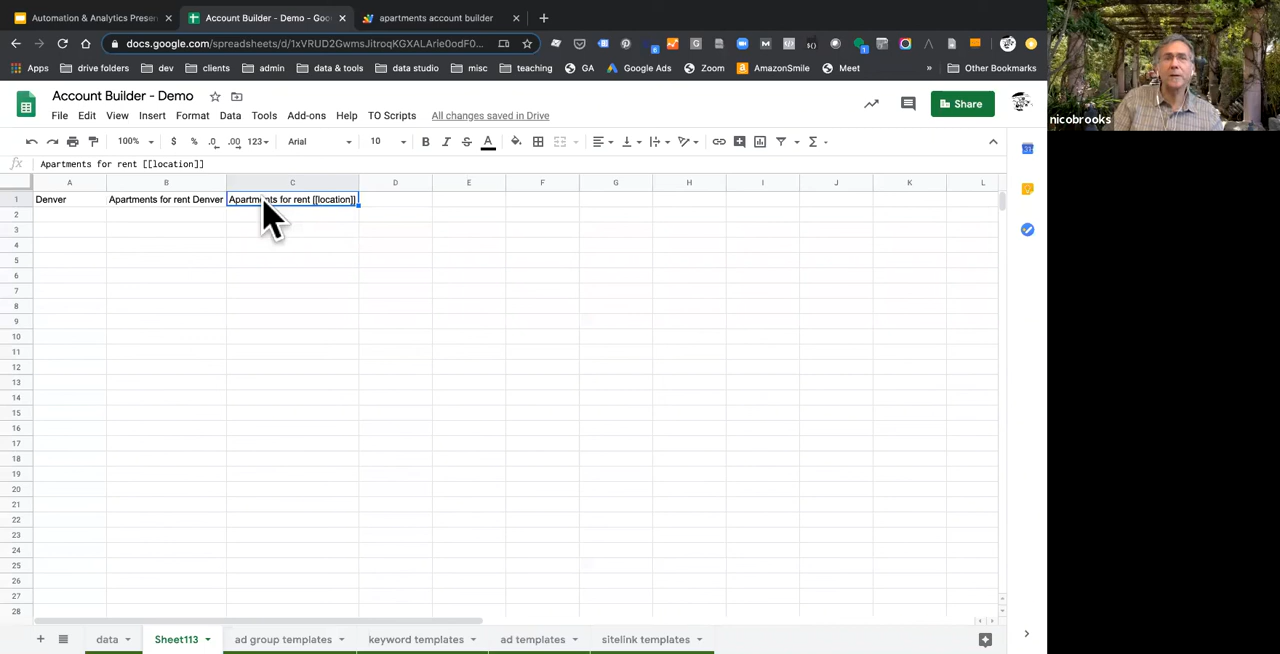 Automation & Analytics Presen
Account Builder - Demo - Goo
apartments account builder
docs.google.com/spreadsheets/d/1xVRUD2GwmsJitroqKGXALArie0odF0...
Apps
drive folders
dev
clients
admin
data & tools
data studio
misc
teaching
GA
Google Ads
Zoom
AmazonSmile
Meet
»
Other Bookmarks
Account Builder - Demo
File Edit View Insert Format Data Tools Add-ons Help TO Scripts All changes saved in Drive
Share
nicobrooks
100% $ % .0 .00 123 Arial 10 B I S A
fx Apartments for rent [[location]]
A B C D E F G H I J K L
1 Denver Apartments for rent Denver Apartments for rent [[location]]
2
3
4
5
6
7
8
9
10
11
12
13
14
15
16
17
18
19
20
21
22
23
24
25
26
27
28
data Sheet113 ad group templates keyword templates ad templates sitelink templates